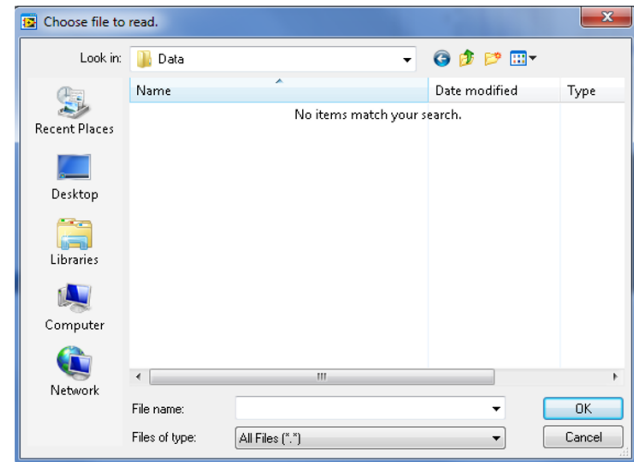 Choose file to read.
Look in: Data
Name Date modified Type
No items match your search.
Recent Places
Desktop
Libraries
Computer
Network
File name: OK
Files of type: All Files (*.*) Cancel